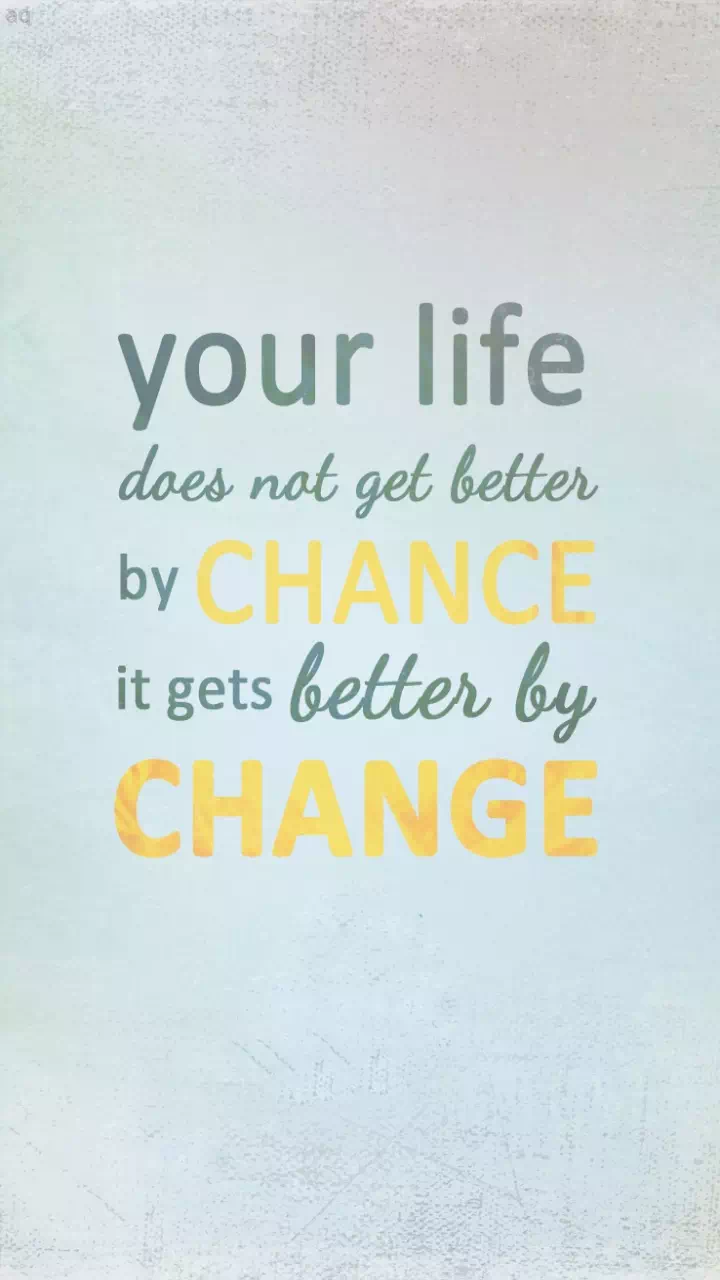 aq
your life
does not get better
by CHANCE
it gets better by
CHANGE